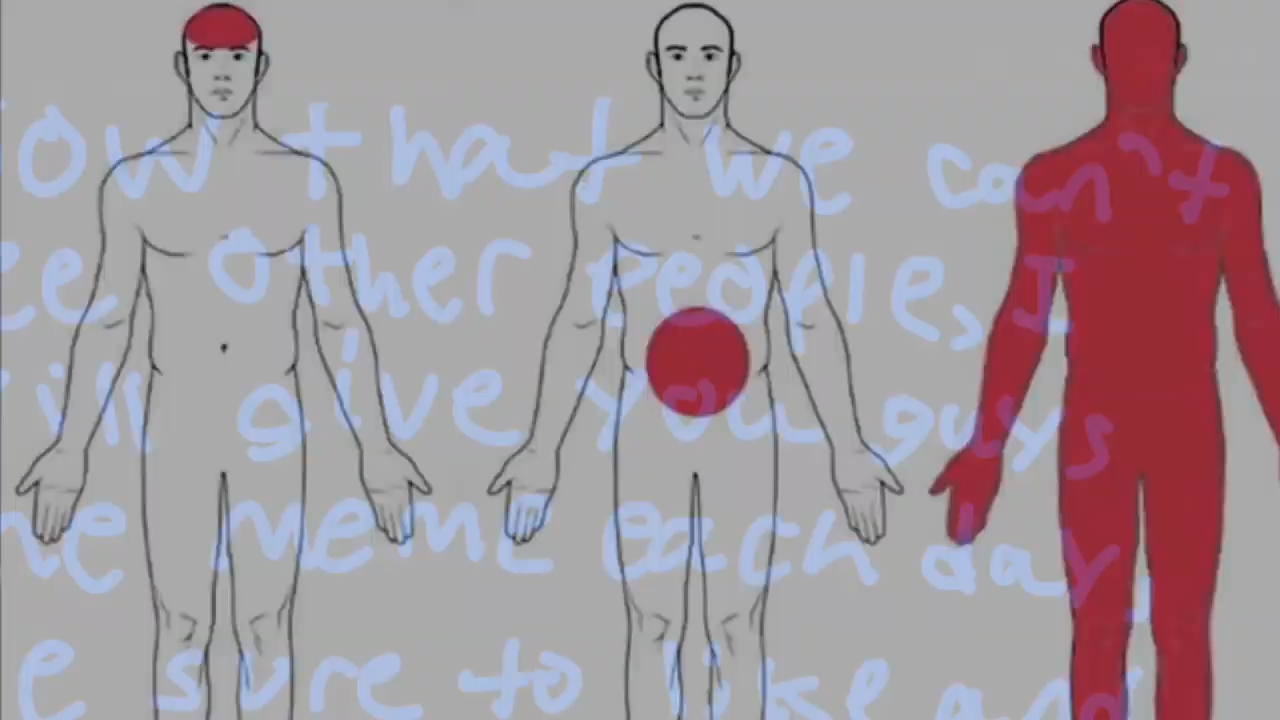 ow that we can't
ee other people, I
ill give you guys
ne meme each day,
e sure to like and